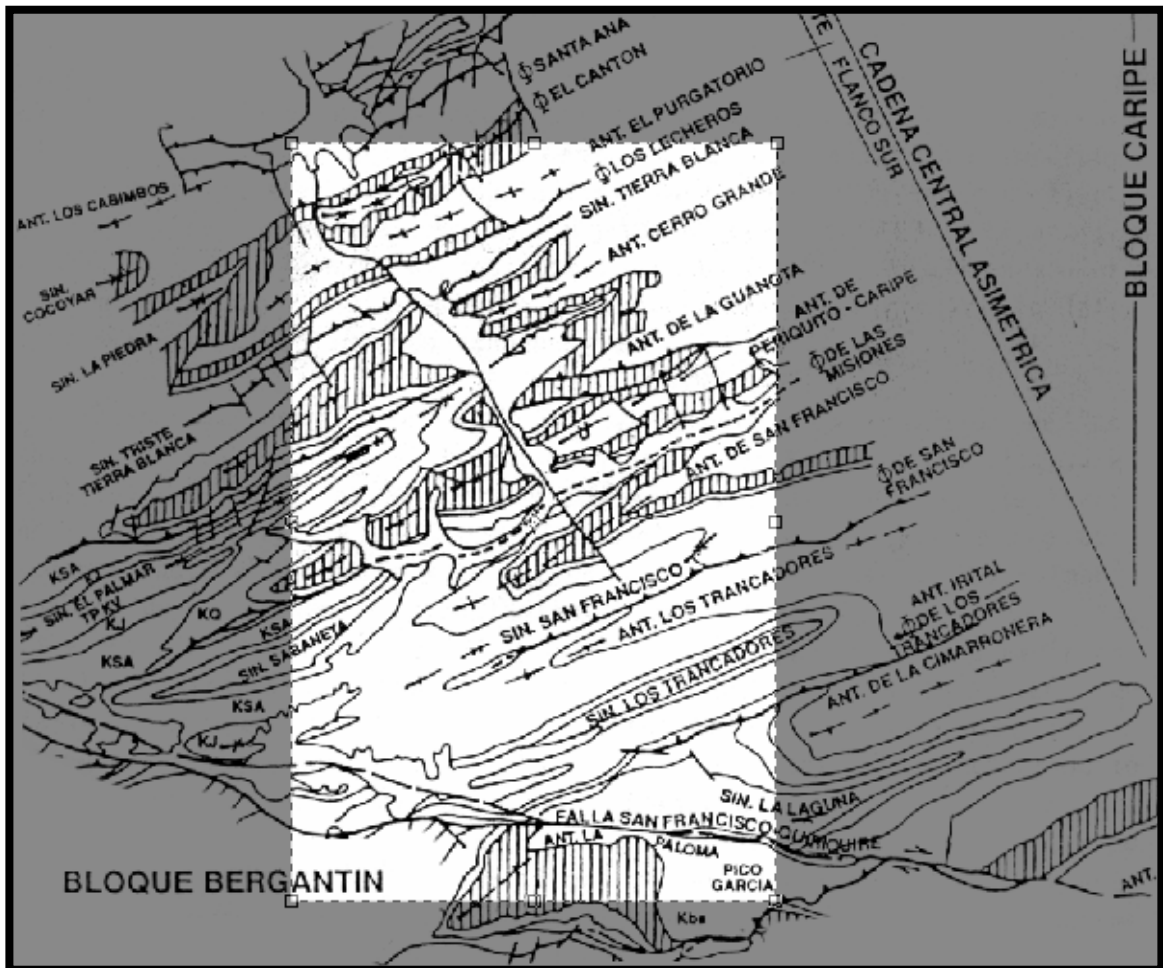 SANTA ANA
EL CANTON
ANT. EL PURGATORIO
LOS LECHEROS
SIN. TIERRA BLANCA
ANT. CERRO GRANDE
TE FLANCO SUR
CADENA CENTRAL ASIMETRICA
BLOQUE CARIPE
ANT. LOS CABIMBOS
SIN.
COCOYAR
SIN. LA PIEDRA
ANT. DE LA GUANOTA
ANT. DE
PERIQUITO - CARIPE
DE LAS
MISIONES
SIN. TRISTE
TIERRA BLANCA
ANT. DE SAN FRANCISCO
DE SAN
FRANCISCO
KSA
KJ
SIN. EL PALMAR
TPKV
KJ
KO
KSA
KSA
SIN. SABANETA
KSA
KJ
SIN. SAN FRANCISCO
ANT. LOS TRANCADORES
SIN. LOS TRANCADORES
ANT. IRITAL
DE LOS
TRANCADORES
ANT. DE LA CIMARRONERA
SIN. LA LAGUNA
FALLA SAN FRANCISCO-QUIRIQUIRE
ANT. LA PALOMA
PICO
GARCIA
BLOQUE BERGANTIN
ANT.